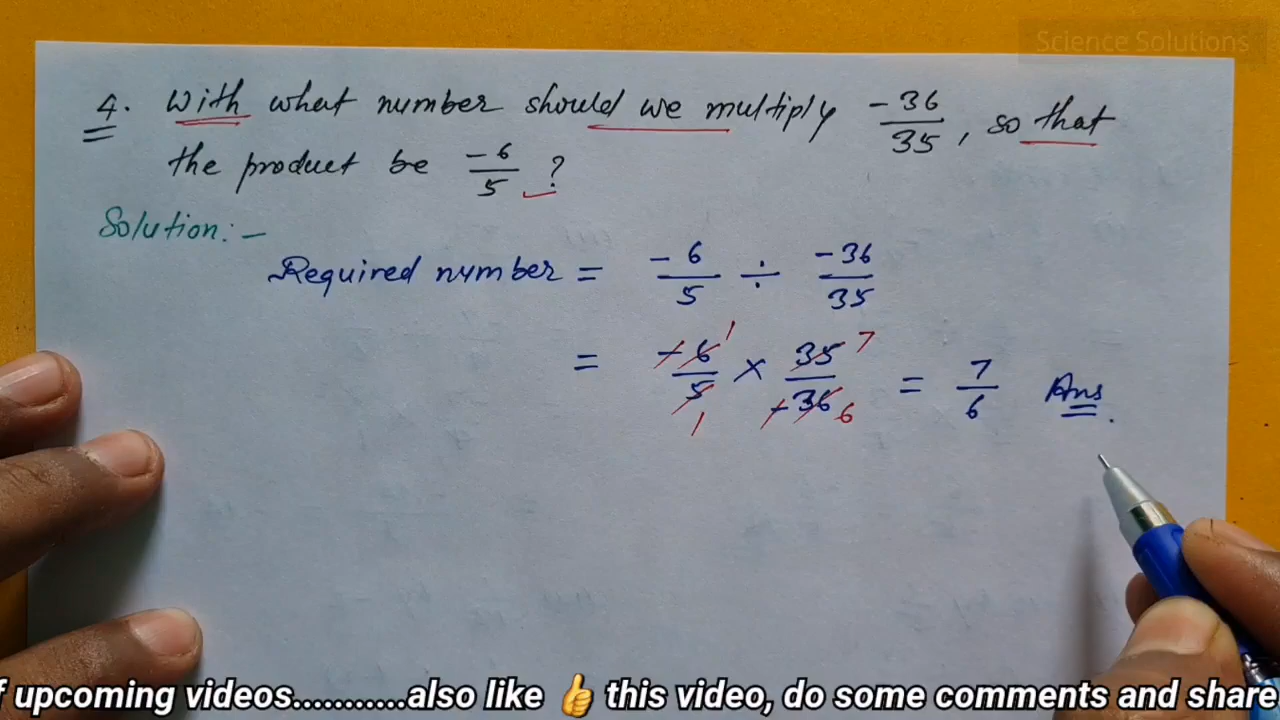 Science Solutions
4. With what number should we multiply -36/35, so that
the product be -6/5 ?
Solution:-
Required number = -6/5 ÷ -36/35
= -6/5 × 35/-36 = 7/6 Ans.
1 7
1 6
f upcoming videos...........also like 👍 this video, do some comments and share